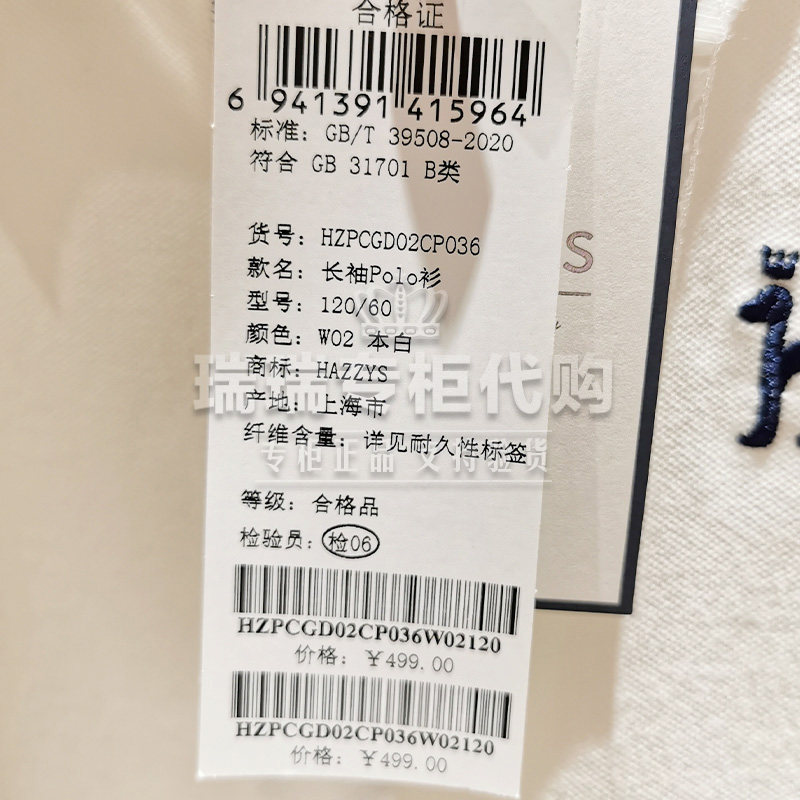 合格证
6 941391 415964
标准: GB/T 39508-2020
符合 GB 31701 B类
货号: HZPCGD02CP036
款名: 长袖Polo衫
型号: 120/60
颜色: W02 本白
商标: HAZZYS
产地: 上海市
纤维含量: 详见耐久性标签
等级: 合格品
检验员: 检06
HZPCGD02CP036W02120
价格: ¥499.00
HZPCGD02CP036W02120
价格: ¥499.00
瑞瑞专柜代购
专柜正品 支持验货
S